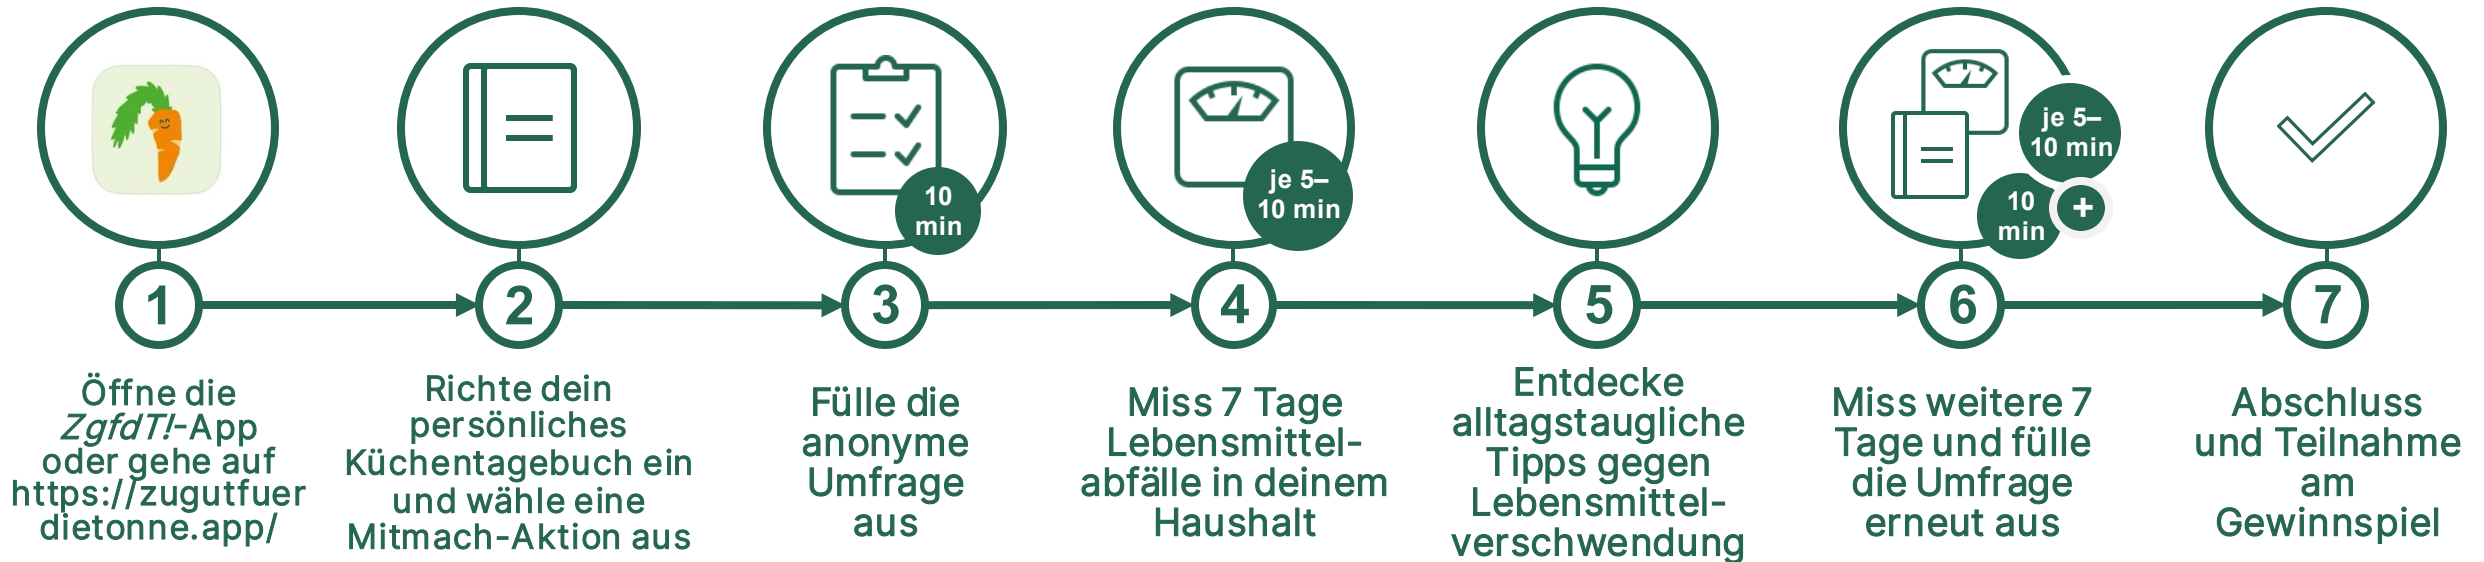 10
min
je 5–
10 min
je 5–
10 min
10
min
+
1
2
3
4
5
6
7
Öffne die
ZgfdT!-App
oder gehe auf
https://zugutfuer
dietonne.app/
Richte dein
persönliches
Küchentagebuch ein
und wähle eine
Mitmach-Aktion aus
Fülle die
anonyme
Umfrage
aus
Miss 7 Tage
Lebensmittel-
abfälle in deinem
Haushalt
Entdecke
alltagstaugliche
Tipps gegen
Lebensmittel-
verschwendung
Miss weitere 7
Tage und fülle
die Umfrage
erneut aus
Abschluss
und Teilnahme
am
Gewinnspiel